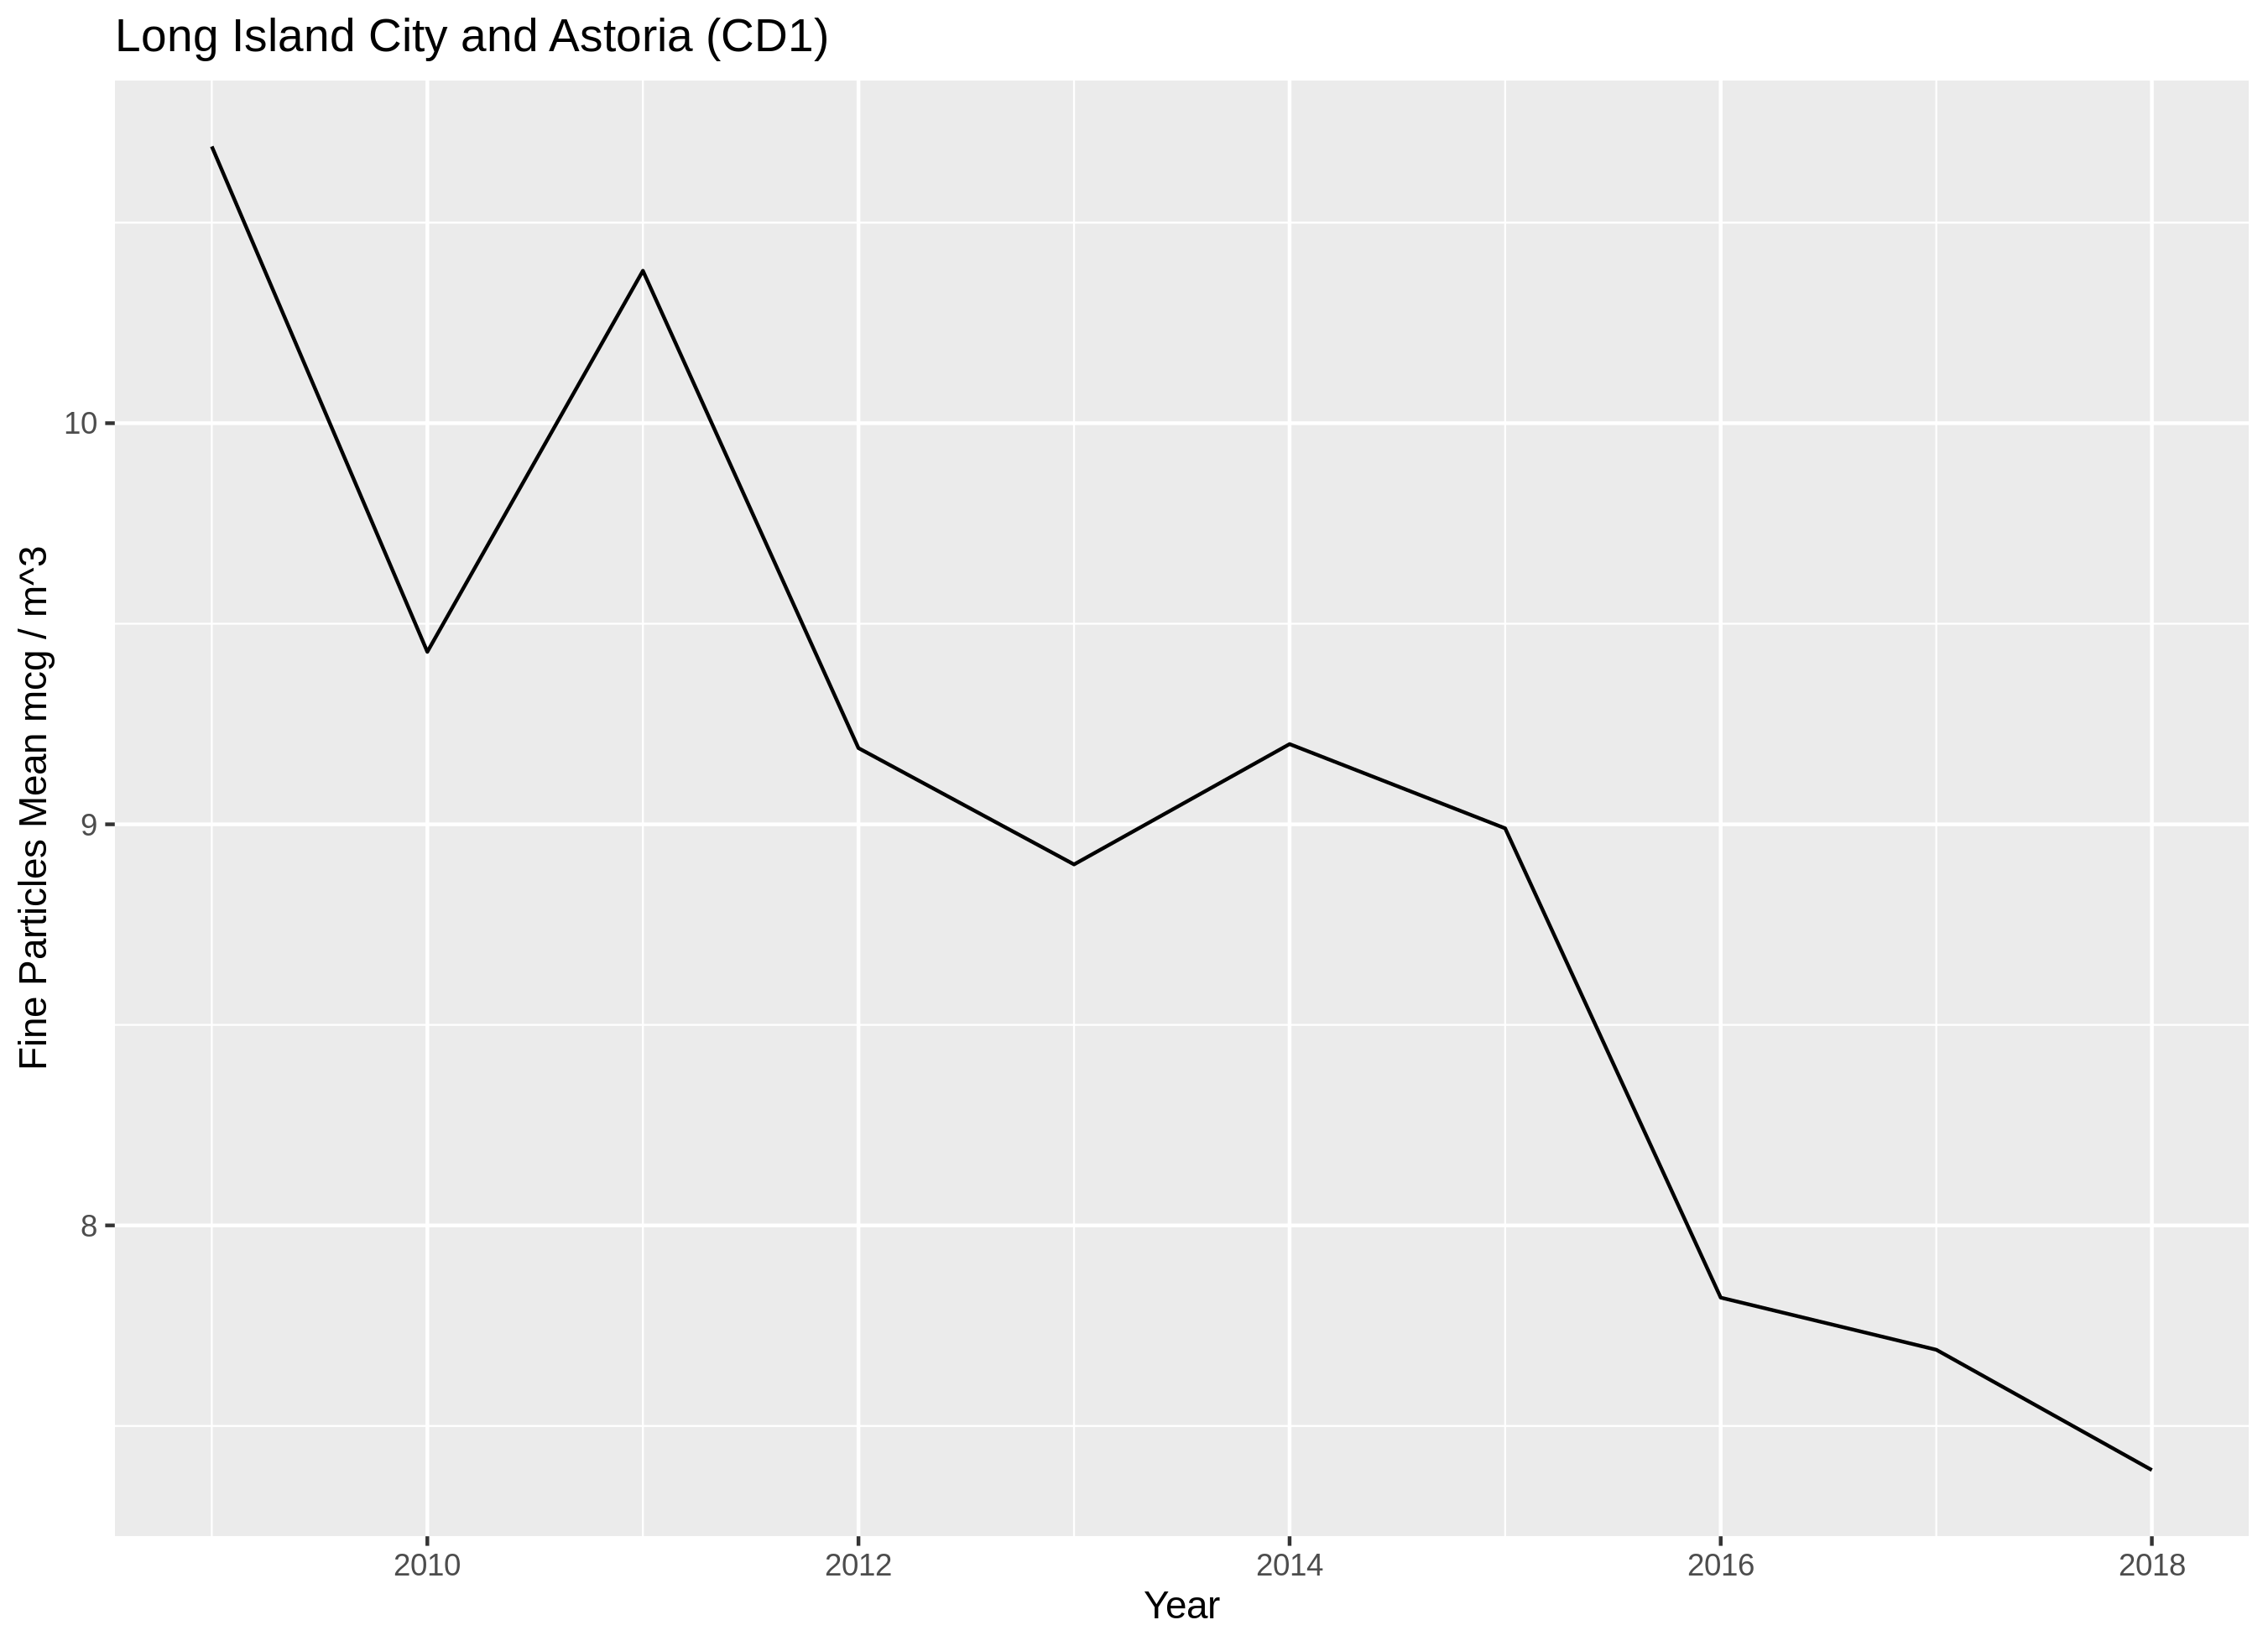 Long Island City and Astoria (CD1)
Fine Particles Mean mcg / m^3
10
9
8
2010
2012
2014
2016
2018
Year